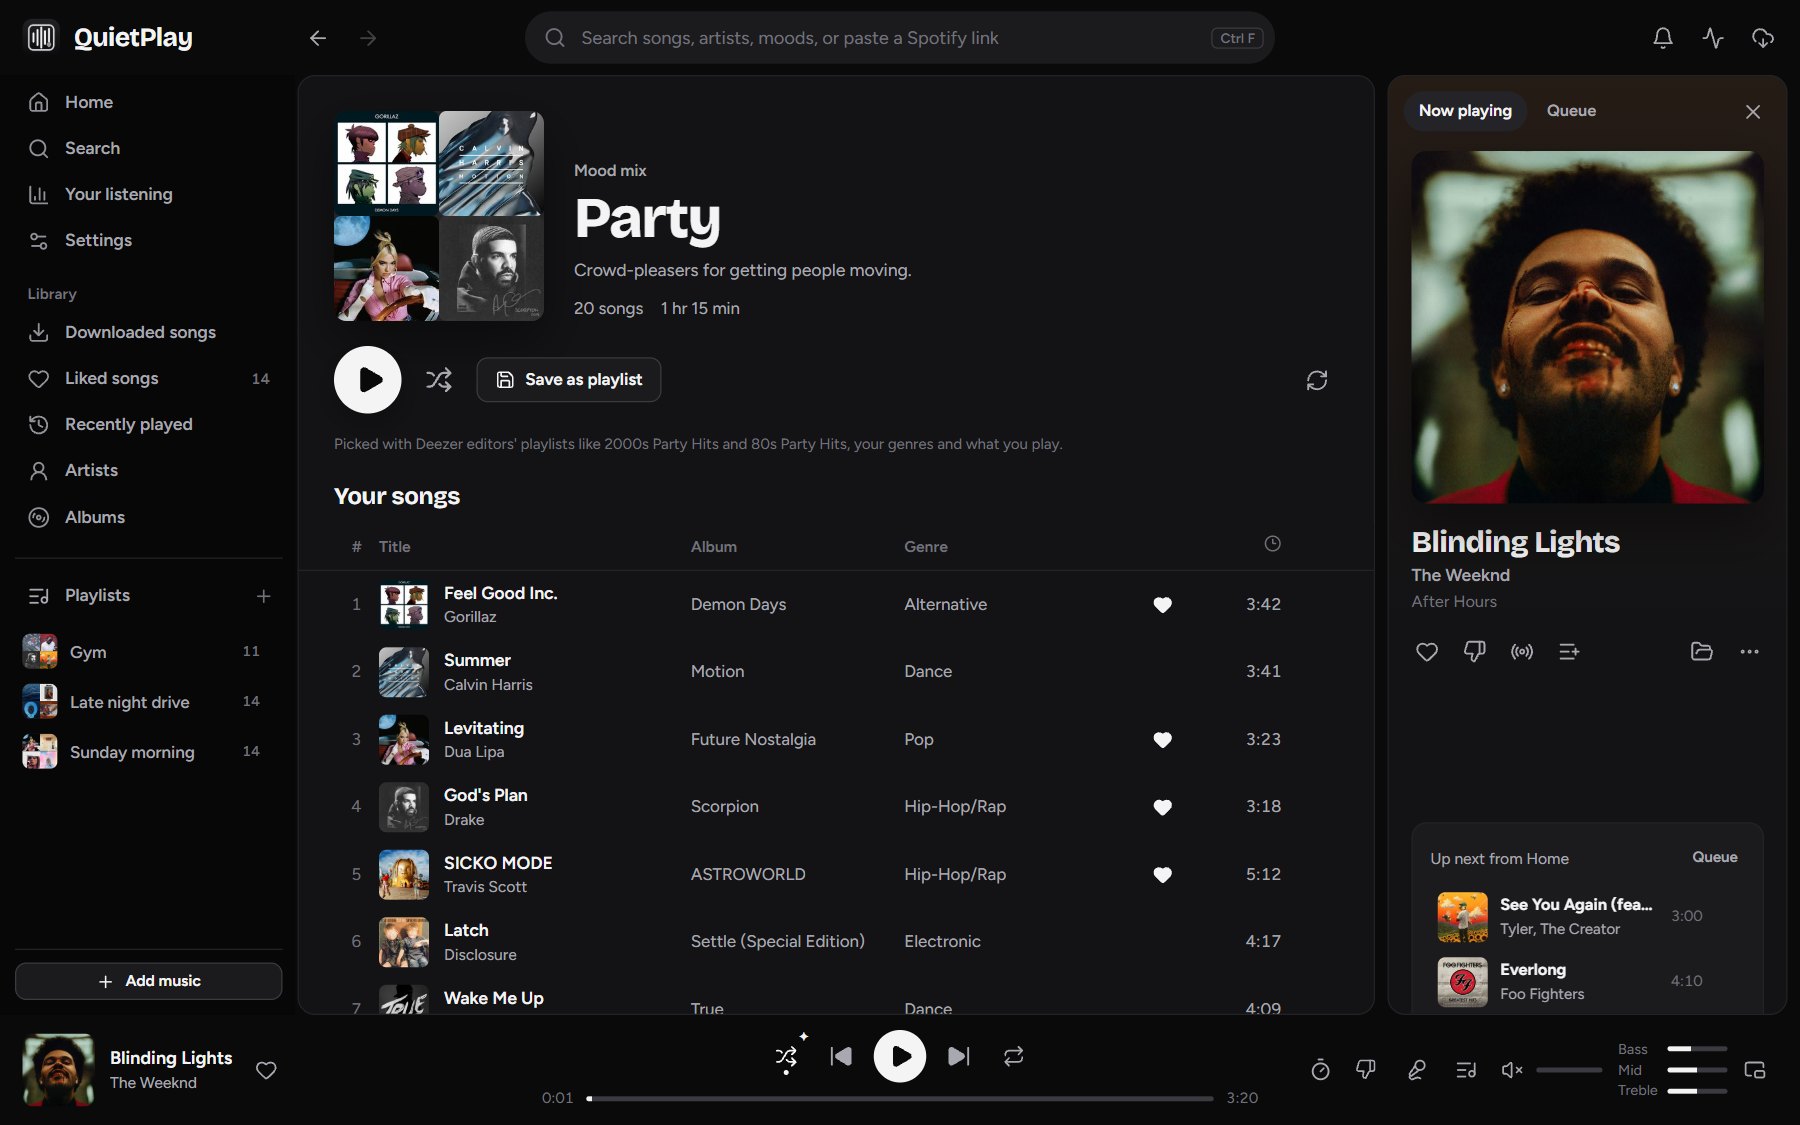 QuietPlay
Search songs, artists, moods, or paste a Spotify link
Ctrl F
Home
Search
Your listening
Settings
Library
Downloaded songs
Liked songs 14
Recently played
Artists
Albums
Playlists
Gym 11
Late night drive 14
Sunday morning 14
Add music
GORILLAZ
DEMON DAYS
CALVIN
HARRIS
MOTION
Mood mix
Party
Crowd-pleasers for getting people moving.
20 songs 1 hr 15 min
Save as playlist
Picked with Deezer editors' playlists like 2000s Party Hits and 80s Party Hits, your genres and what you play.
Your songs
# Title Album Genre
1 Feel Good Inc. Demon Days Alternative 3:42
Gorillaz
2 Summer Motion Dance 3:41
Calvin Harris
3 Levitating Future Nostalgia Pop 3:23
Dua Lipa
4 God's Plan Scorpion Hip-Hop/Rap 3:18
Drake
5 SICKO MODE ASTROWORLD Hip-Hop/Rap 5:12
Travis Scott
6 Latch Settle (Special Edition) Electronic 4:17
Disclosure
7 Wake Me Up True Dance 4:09
Now playing
Queue
Blinding Lights
The Weeknd
After Hours
Up next from Home
Queue
See You Again (fea...
Tyler, The Creator
3:00
FOO FIGHTERS
Everlong
Foo Fighters
4:10
Blinding Lights
The Weeknd
0:01
3:20
Bass
Mid
Treble